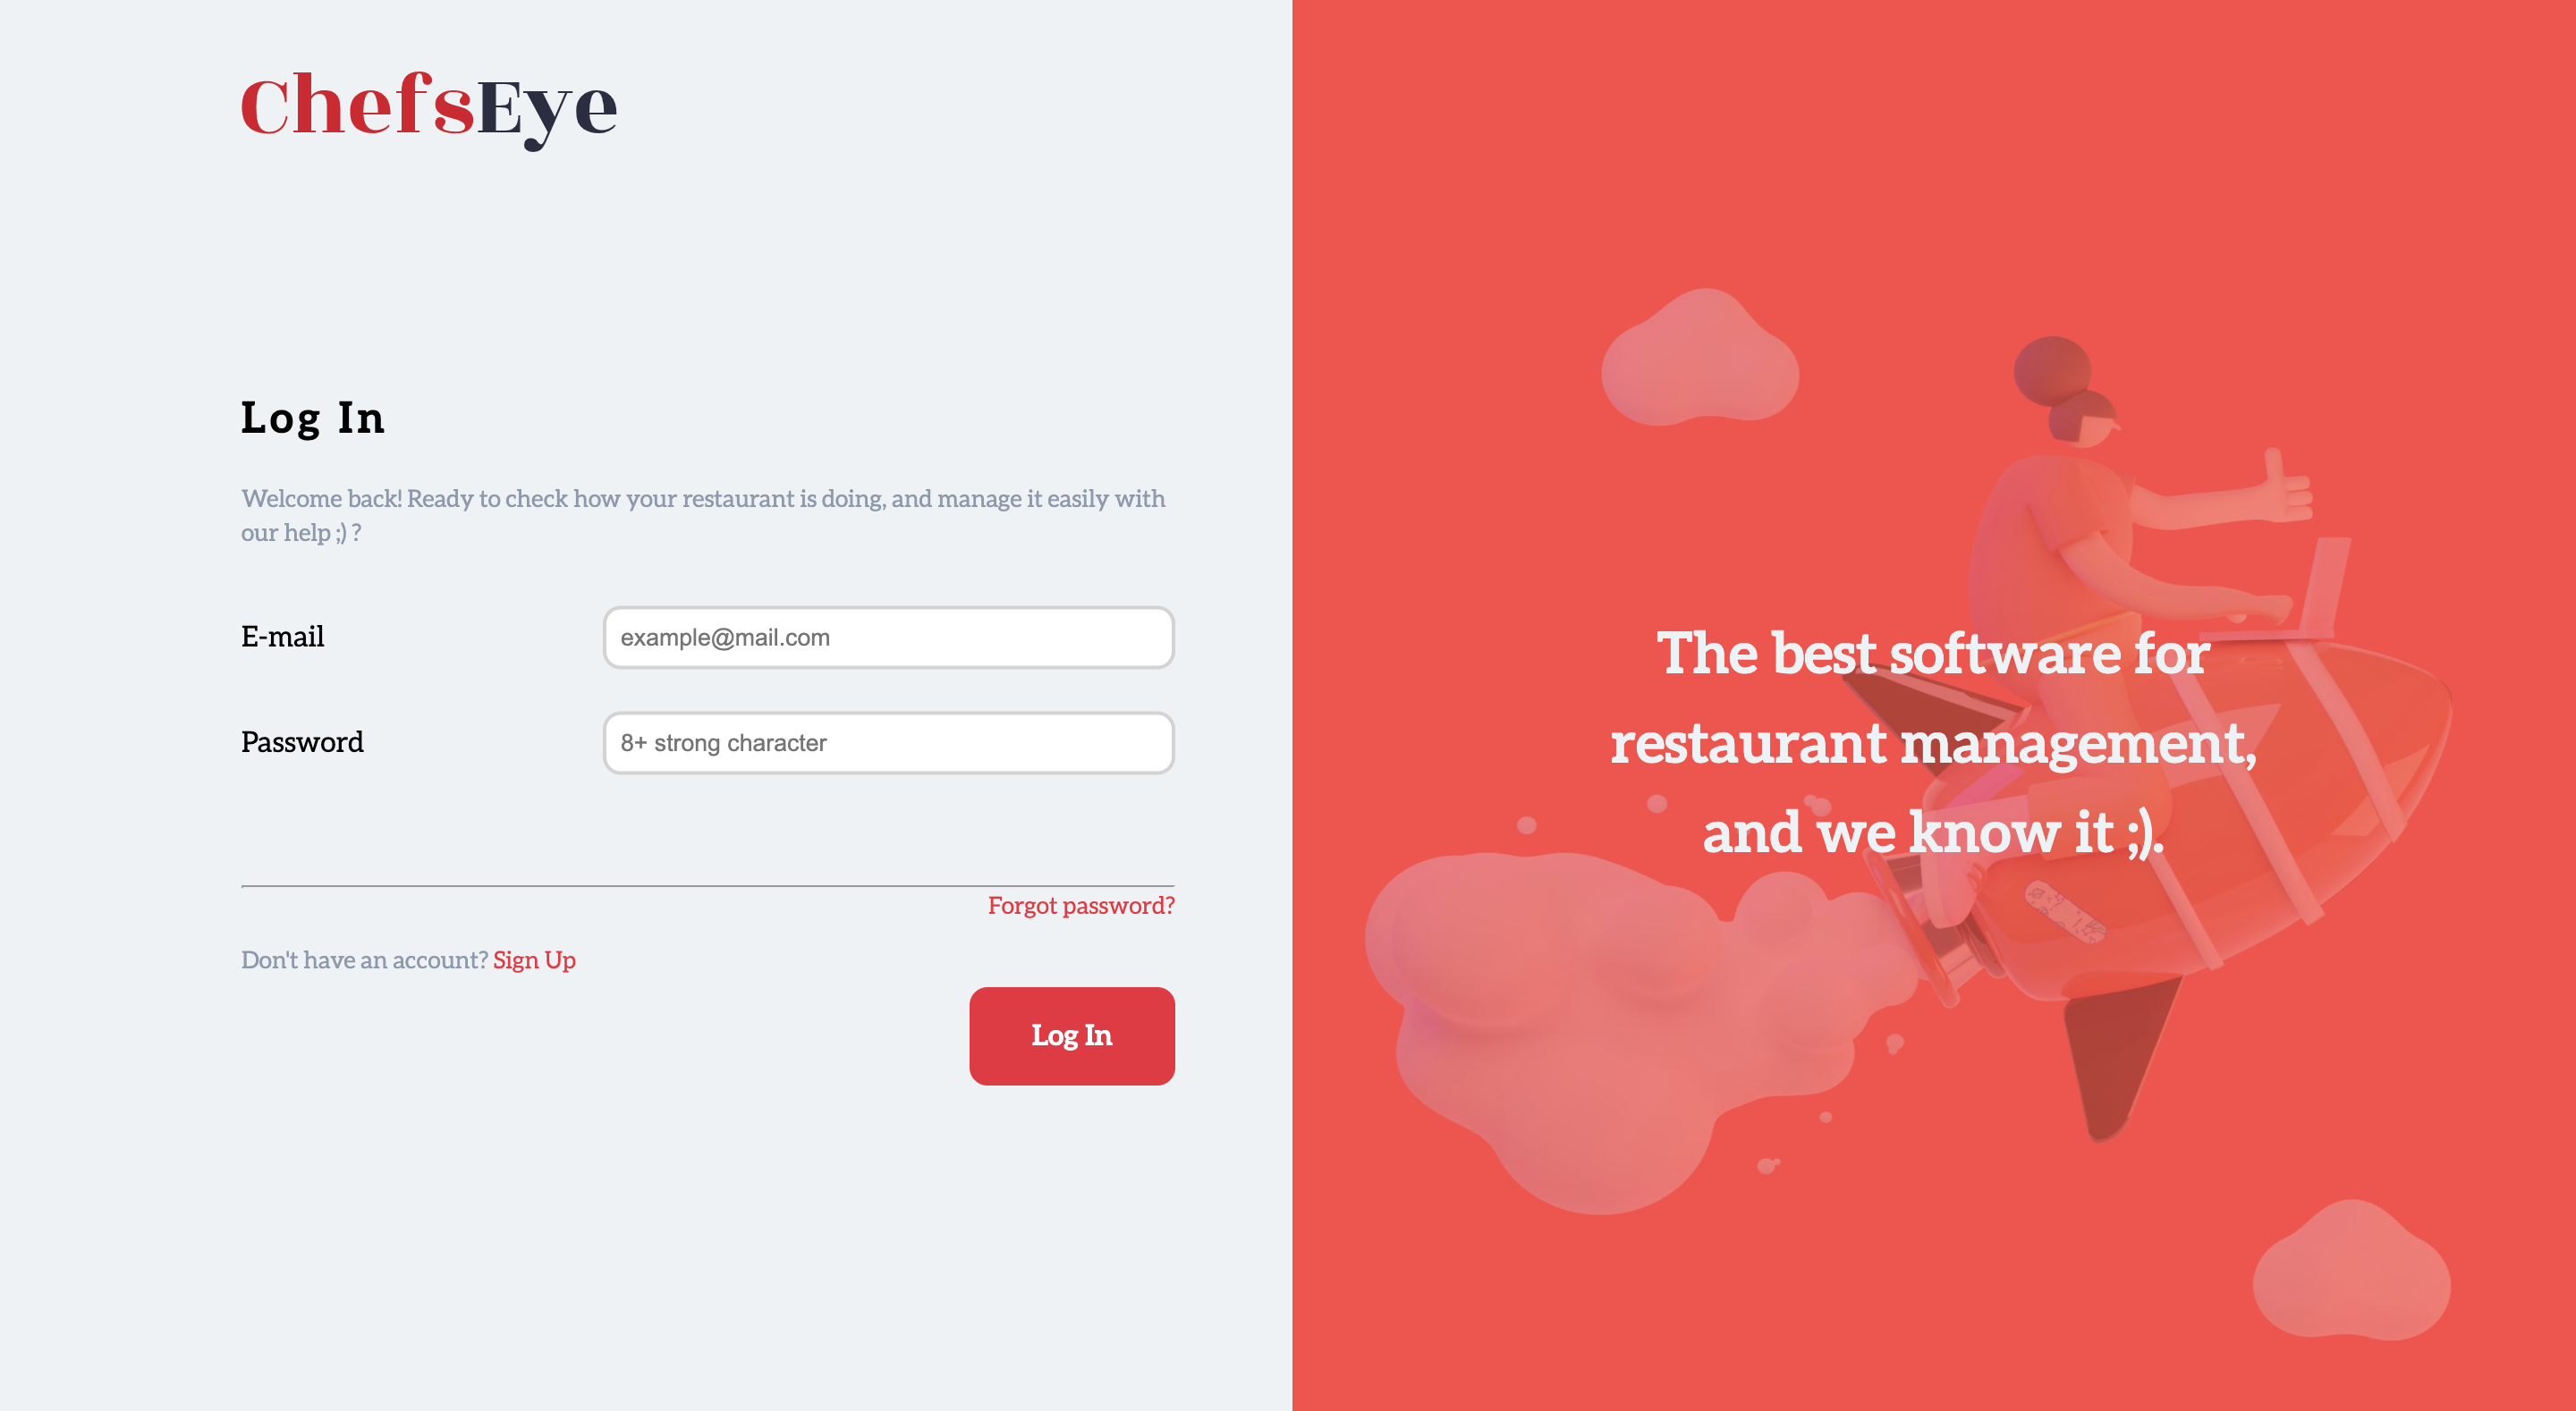 ChefsEye
Log In
Welcome back! Ready to check how your restaurant is doing, and manage it easily with
our help ;) ?
E-mail
example@mail.com
Password
8+ strong character
Forgot password?
Don't have an account? Sign Up
Log In
The best software for
restaurant management,
and we know it ;).